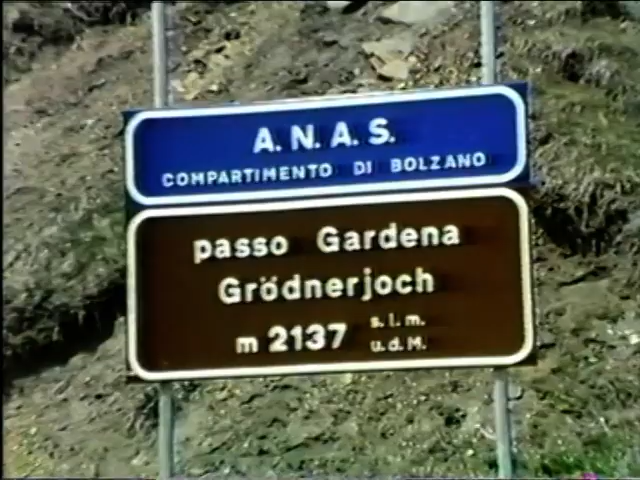 A.N.A.S.
COMPARTIMENTO DI BOLZANO
passo Gardena
Grödnerjoch
m 2137 s.l.m.
u.d.M.